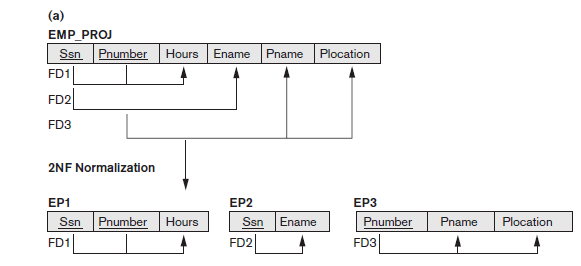 (a)
EMP_PROJ
Ssn Pnumber Hours Ename Pname Plocation
FD1
FD2
FD3
2NF Normalization
EP1 EP2 EP3
Ssn Pnumber Hours Ssn Ename Pnumber Pname Plocation
FD1 FD2 FD3